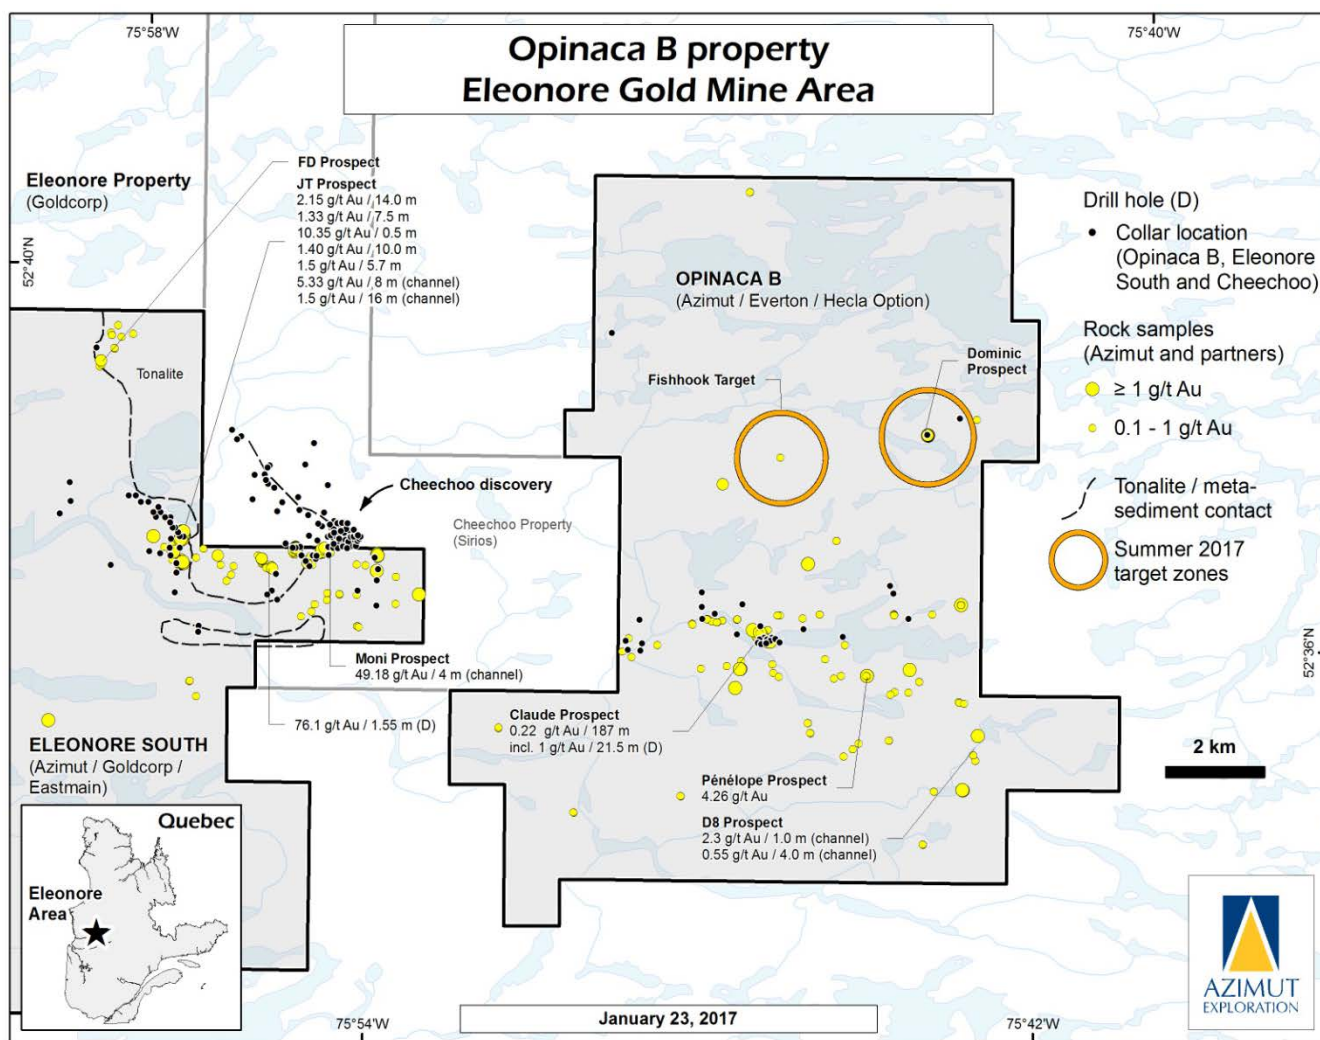 75°58'W
75°40'W
Opinaca B property
Eleonore Gold Mine Area
FD Prospect
Eleonore Property
(Goldcorp)
JT Prospect
2.15 g/t Au / 14.0 m
1.33 g/t Au / 7.5 m
10.35 g/t Au / 0.5 m
1.40 g/t Au / 10.0 m
1.5 g/t Au / 5.7 m
5.33 g/t Au / 8 m (channel)
1.5 g/t Au / 16 m (channel)
52°40'N
OPINACA B
(Azimut / Everton / Hecla Option)
Drill hole (D)
Collar location
(Opinaca B, Eleonore
South and Cheechoo)
Rock samples
(Azimut and partners)
≥ 1 g/t Au
0.1 - 1 g/t Au
Tonalite / meta-
sediment contact
Summer 2017
target zones
Tonalite
Fishhook Target
Dominic
Prospect
Cheechoo discovery
Cheechoo Property
(Sirios)
52°36'N
Moni Prospect
49.18 g/t Au / 4 m (channel)
76.1 g/t Au / 1.55 m (D)
Claude Prospect
0.22 g/t Au / 187 m
incl. 1 g/t Au / 21.5 m (D)
ELEONORE SOUTH
(Azimut / Goldcorp /
Eastmain)
Pénélope Prospect
4.26 g/t Au
D8 Prospect
2.3 g/t Au / 1.0 m (channel)
0.55 g/t Au / 4.0 m (channel)
2 km
Quebec
Eleonore
Area
AZIMUT
EXPLORATION
75°54'W
January 23, 2017
75°42'W